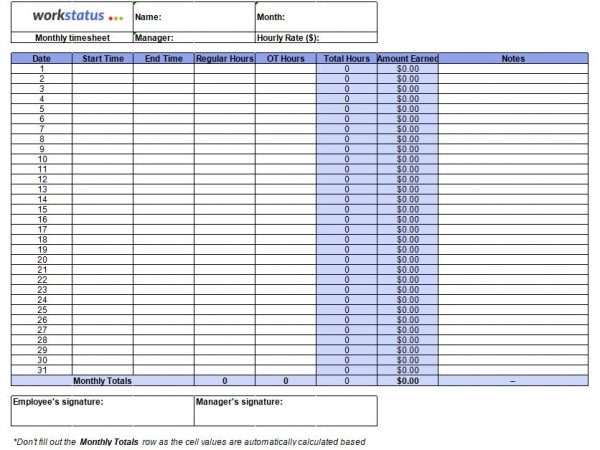 workstatus Name: Month:
Monthly timesheet Manager: Hourly Rate ($):
Date Start Time End Time Regular Hours OT Hours Total Hours Amount Earned Notes
1 0 $0.00
2 0 $0.00
3 0 $0.00
4 0 $0.00
5 0 $0.00
6 0 $0.00
7 0 $0.00
8 0 $0.00
9 0 $0.00
10 0 $0.00
11 0 $0.00
12 0 $0.00
13 0 $0.00
14 0 $0.00
15 0 $0.00
16 0 $0.00
17 0 $0.00
18 0 $0.00
19 0 $0.00
20 0 $0.00
21 0 $0.00
22 0 $0.00
23 0 $0.00
24 0 $0.00
25 0 $0.00
26 0 $0.00
27 0 $0.00
28 0 $0.00
29 0 $0.00
30 0 $0.00
31 0 $0.00
Monthly Totals 0 0 0 $0.00 –
Employee's signature: Manager's signature:
*Don't fill out the Monthly Totals row as the cell values are automatically calculated based